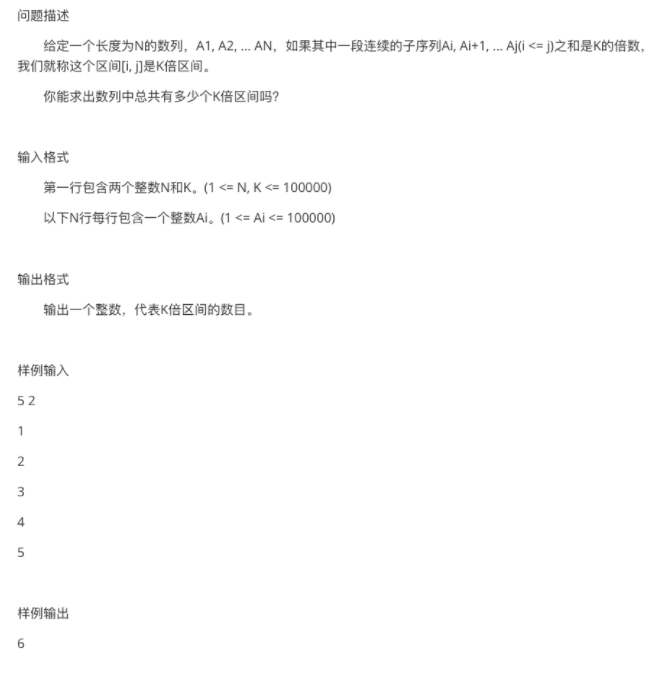 问题描述
给定一个长度为N的数列，A1, A2, ... AN，如果其中一段连续的子序列Ai, Ai+1, ... Aj(i <= j)之和是K的倍数，
我们就称这个区间[i, j]是K倍区间。
你能求出数列中总共有多少个K倍区间吗?
输入格式
第一行包含两个整数N和K。(1 <= N, K <= 100000)
以下N行每行包含一个整数Ai。(1 <= Ai <= 100000)
输出格式
输出一个整数，代表K倍区间的数目。
样例输入
5 2
1
2
3
4
5
样例输出
6